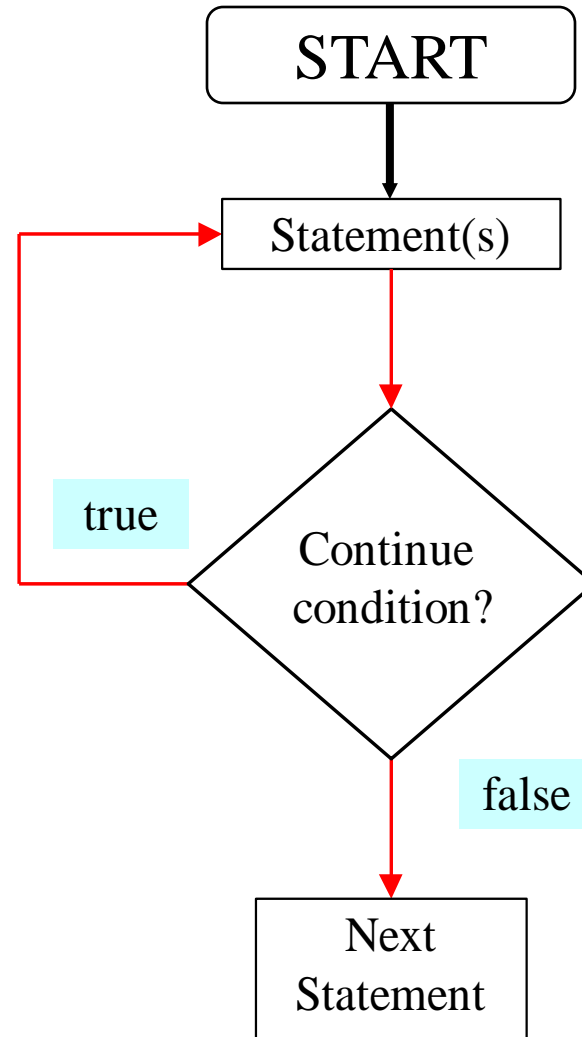 START
Statement(s)
true
Continue
condition?
false
Next
Statement